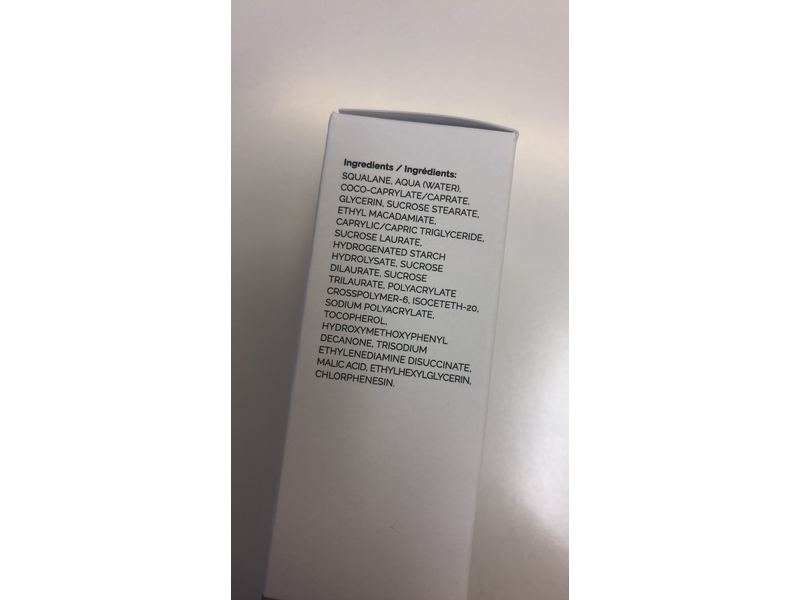 Ingredients / Ingrédients:
SQUALANE, AQUA (WATER),
COCO-CAPRYLATE/CAPRATE,
GLYCERIN, SUCROSE STEARATE,
ETHYL MACADAMIATE,
CAPRYLIC/CAPRIC TRIGLYCERIDE,
SUCROSE LAURATE,
HYDROGENATED STARCH
HYDROLYSATE, SUCROSE
DILAURATE, SUCROSE
TRILAURATE, POLYACRYLATE
CROSSPOLYMER-6, ISOCETETH-20,
SODIUM POLYACRYLATE,
TOCOPHEROL,
HYDROXYMETHOXYPHENYL
DECANONE, TRISODIUM
ETHYLENEDIAMINE DISUCCINATE,
MALIC ACID, ETHYLHEXYLGLYCERIN,
CHLORPHENESIN.